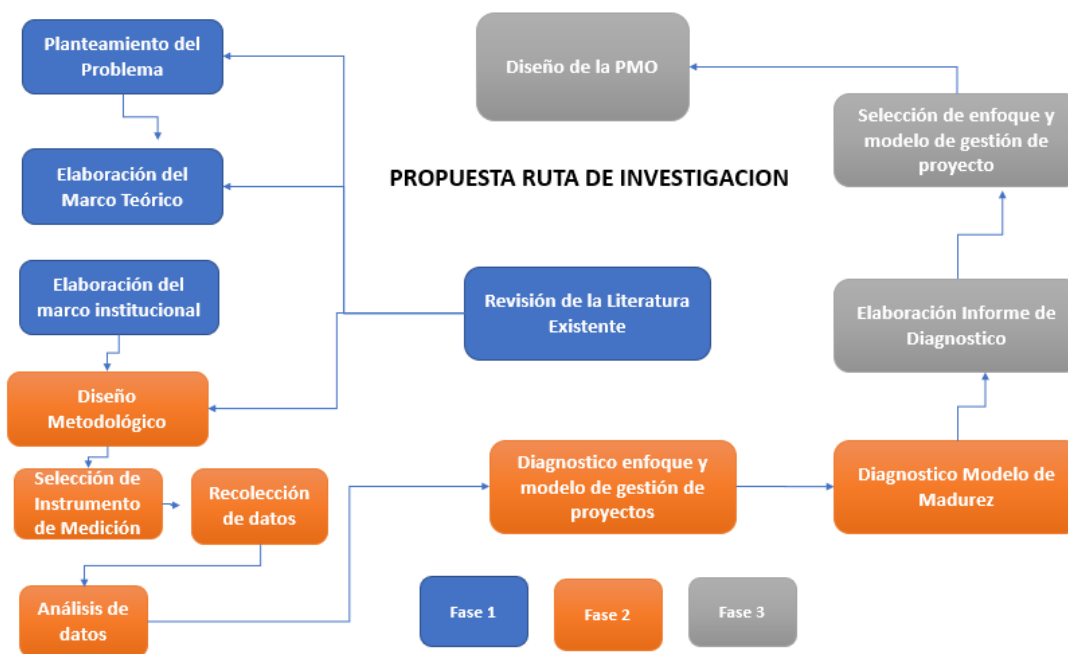 Planteamiento del
Problema
Diseño de la PMO
Selección de enfoque y
modelo de gestión de
proyecto
Elaboración del
Marco Teórico
PROPUESTA RUTA DE INVESTIGACION
Elaboración del
marco institucional
Revisión de la Literatura
Existente
Elaboración Informe de
Diagnostico
Diseño
Metodológico
Selección de
Instrumento
de Medición
Recolección
de datos
Diagnostico enfoque y
modelo de gestión de
proyectos
Diagnostico Modelo de
Madurez
Análisis de
datos
Fase 1
Fase 2
Fase 3